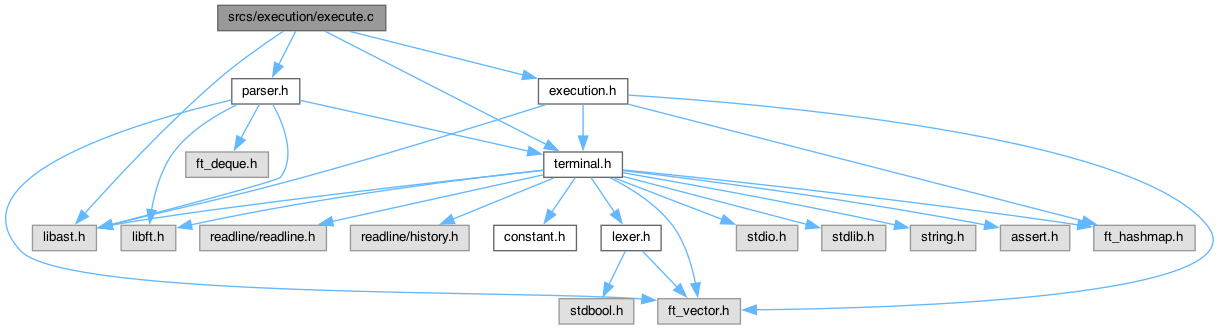 srcs/execution/execute.c
parser.h
execution.h
ft_deque.h
terminal.h
libast.h
libft.h
readline/readline.h
readline/history.h
constant.h
lexer.h
stdio.h
stdlib.h
string.h
assert.h
ft_hashmap.h
stdbool.h
ft_vector.h